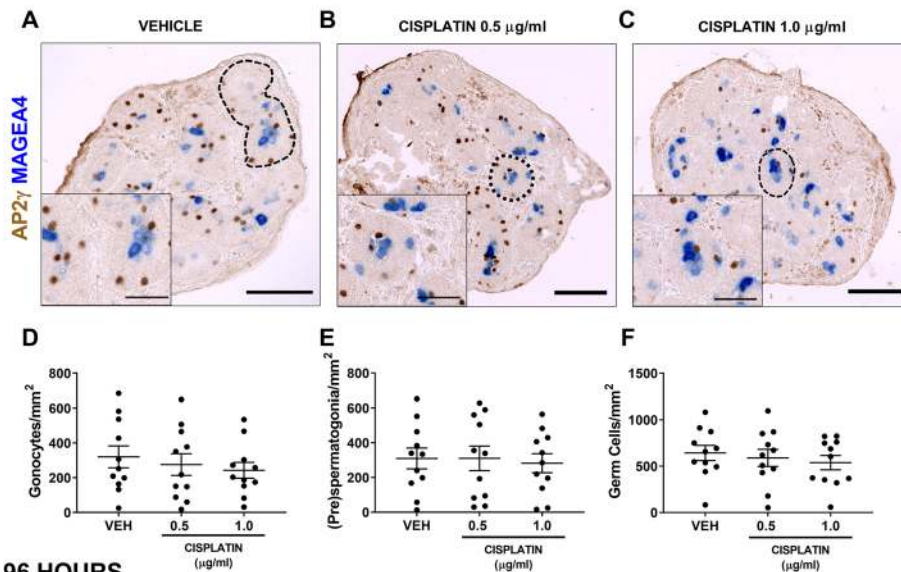 A VEHICLE
B CISPLATIN 0.5 µg/ml
C CISPLATIN 1.0 µg/ml
AP2γ MAGEA4
D
Gonocytes/mm²
800
600
400
200
0
VEH 0.5 1.0
CISPLATIN
(µg/ml)
E
(Pre)spermatogonia/mm²
800
600
400
200
0
VEH 0.5 1.0
CISPLATIN
(µg/ml)
F
Germ Cells/mm²
1500
1000
500
0
VEH 0.5 1.0
CISPLATIN
(µg/ml)
96 HOURS